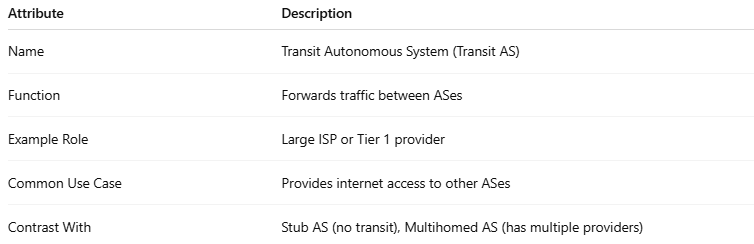 Attribute Description
Name Transit Autonomous System (Transit AS)
Function Forwards traffic between ASes
Example Role Large ISP or Tier 1 provider
Common Use Case Provides internet access to other ASes
Contrast With Stub AS (no transit), Multihomed AS (has multiple providers)